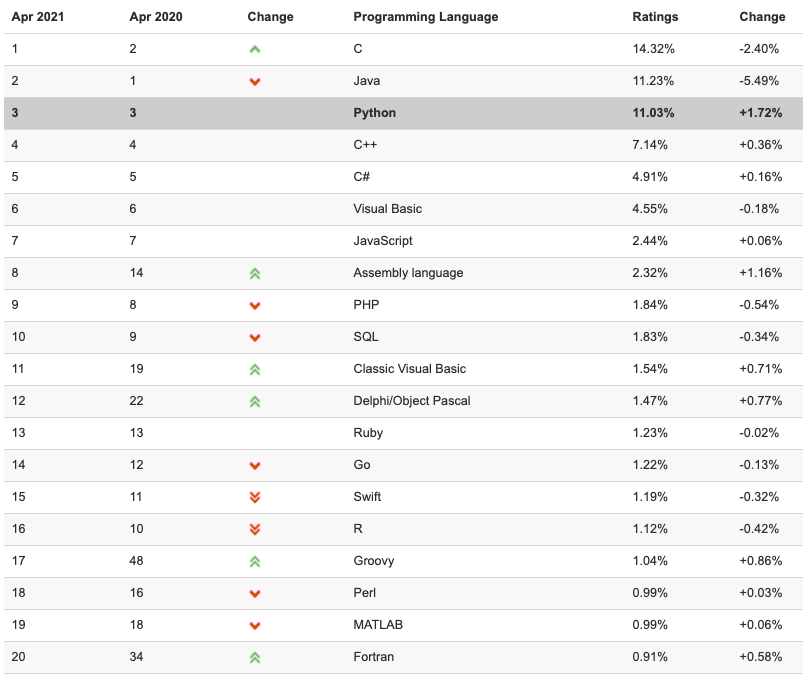 Apr 2021 Apr 2020 Change Programming Language Ratings Change
1 2 C 14.32% -2.40%
2 1 Java 11.23% -5.49%
3 3 Python 11.03% +1.72%
4 4 C++ 7.14% +0.36%
5 5 C# 4.91% +0.16%
6 6 Visual Basic 4.55% -0.18%
7 7 JavaScript 2.44% +0.06%
8 14 Assembly language 2.32% +1.16%
9 8 PHP 1.84% -0.54%
10 9 SQL 1.83% -0.34%
11 19 Classic Visual Basic 1.54% +0.71%
12 22 Delphi/Object Pascal 1.47% +0.77%
13 13 Ruby 1.23% -0.02%
14 12 Go 1.22% -0.13%
15 11 Swift 1.19% -0.32%
16 10 R 1.12% -0.42%
17 48 Groovy 1.04% +0.86%
18 16 Perl 0.99% +0.03%
19 18 MATLAB 0.99% +0.06%
20 34 Fortran 0.91% +0.58%